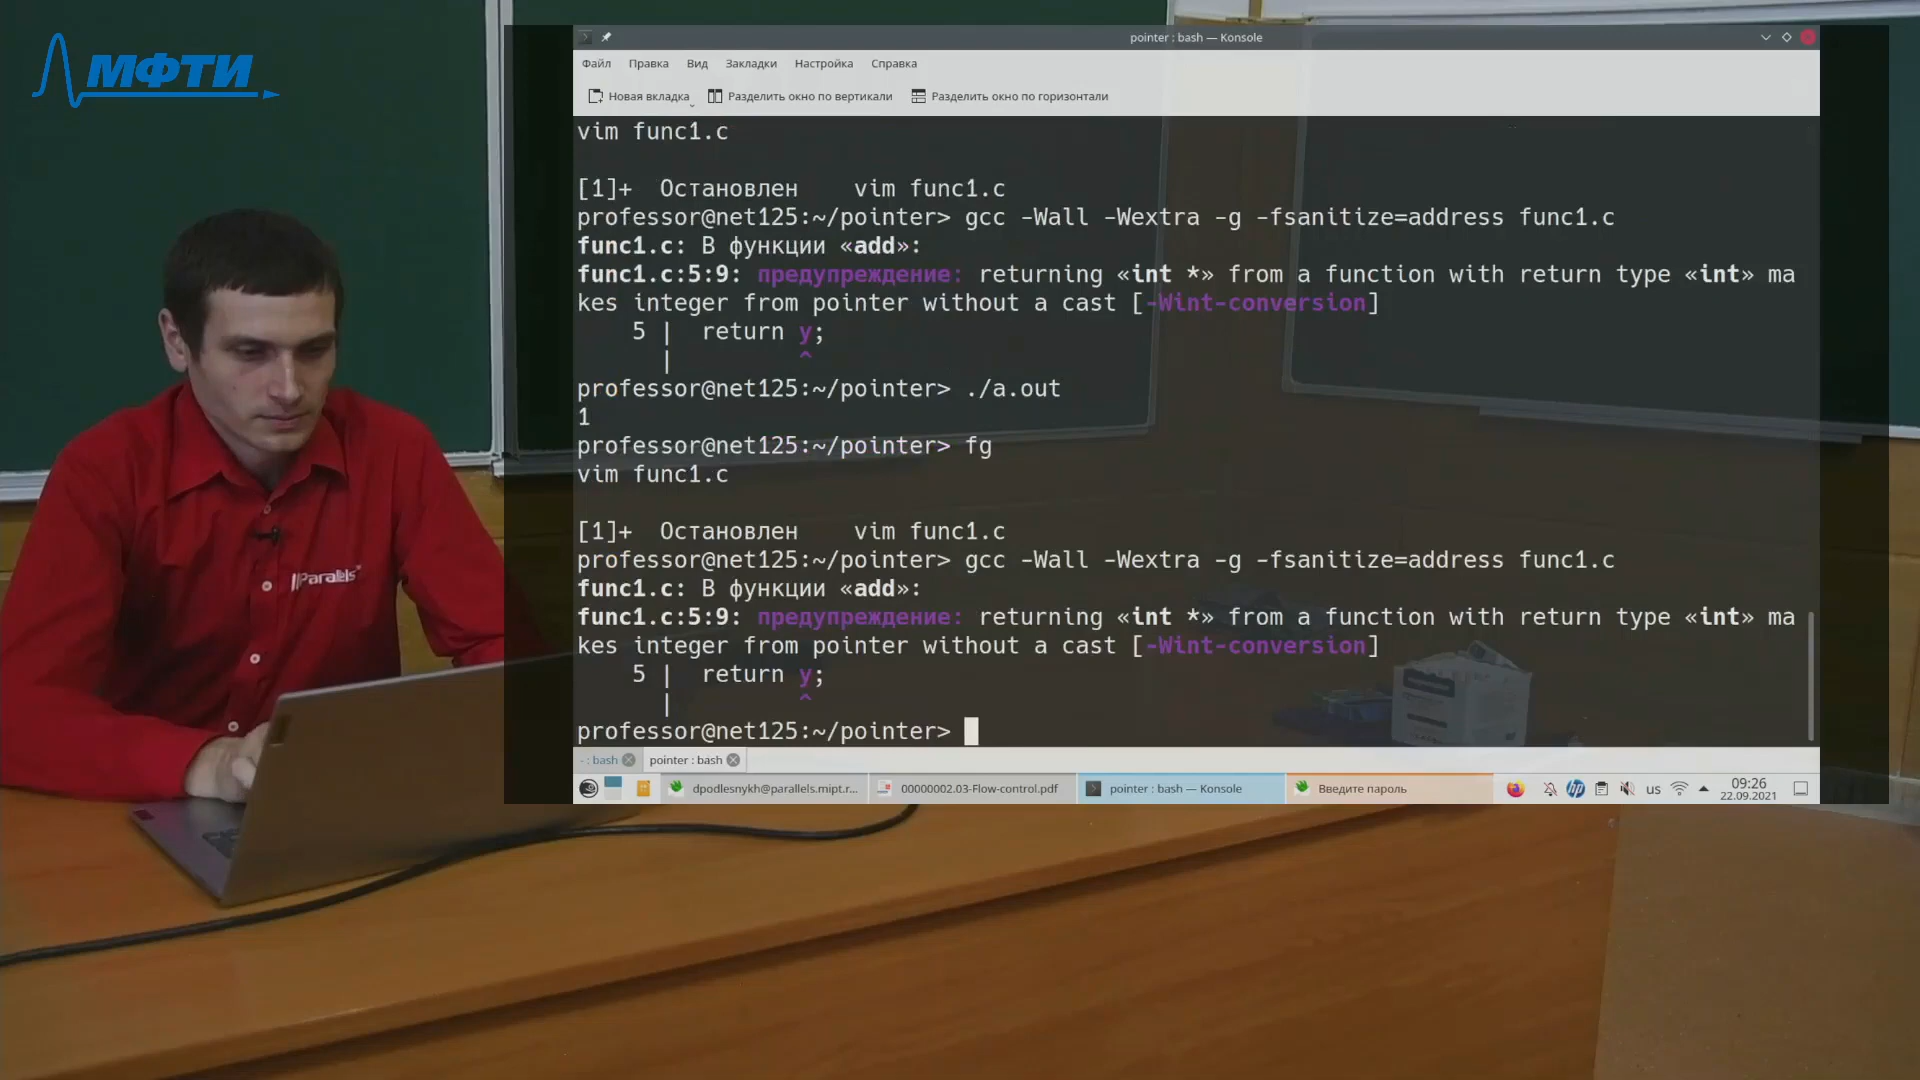 МФТИ
pointer : bash — Konsole
Файл Правка Вид Закладки Настройка Справка
Новая вкладка Разделить окно по вертикали Разделить окно по горизонтали
vim func1.c
[1]+ Остановлен vim func1.c
professor@net125:~/pointer> gcc -Wall -Wextra -g -fsanitize=address func1.c
func1.c: В функции «add»:
func1.c:5:9: предупреждение: returning «int *» from a function with return type «int» ma
kes integer from pointer without a cast [-Wint-conversion]
5 | return y;
| ^
professor@net125:~/pointer> ./a.out
1
professor@net125:~/pointer> fg
vim func1.c
[1]+ Остановлен vim func1.c
professor@net125:~/pointer> gcc -Wall -Wextra -g -fsanitize=address func1.c
func1.c: В функции «add»:
func1.c:5:9: предупреждение: returning «int *» from a function with return type «int» ma
kes integer from pointer without a cast [-Wint-conversion]
5 | return y;
| ^
professor@net125:~/pointer>
- : bash pointer : bash
dpodlesnykh@parallels.mipt.r... 00000002.03-Flow-control.pdf pointer : bash — Konsole Введите пароль hp us 09:26
22.09.2021
Parallels